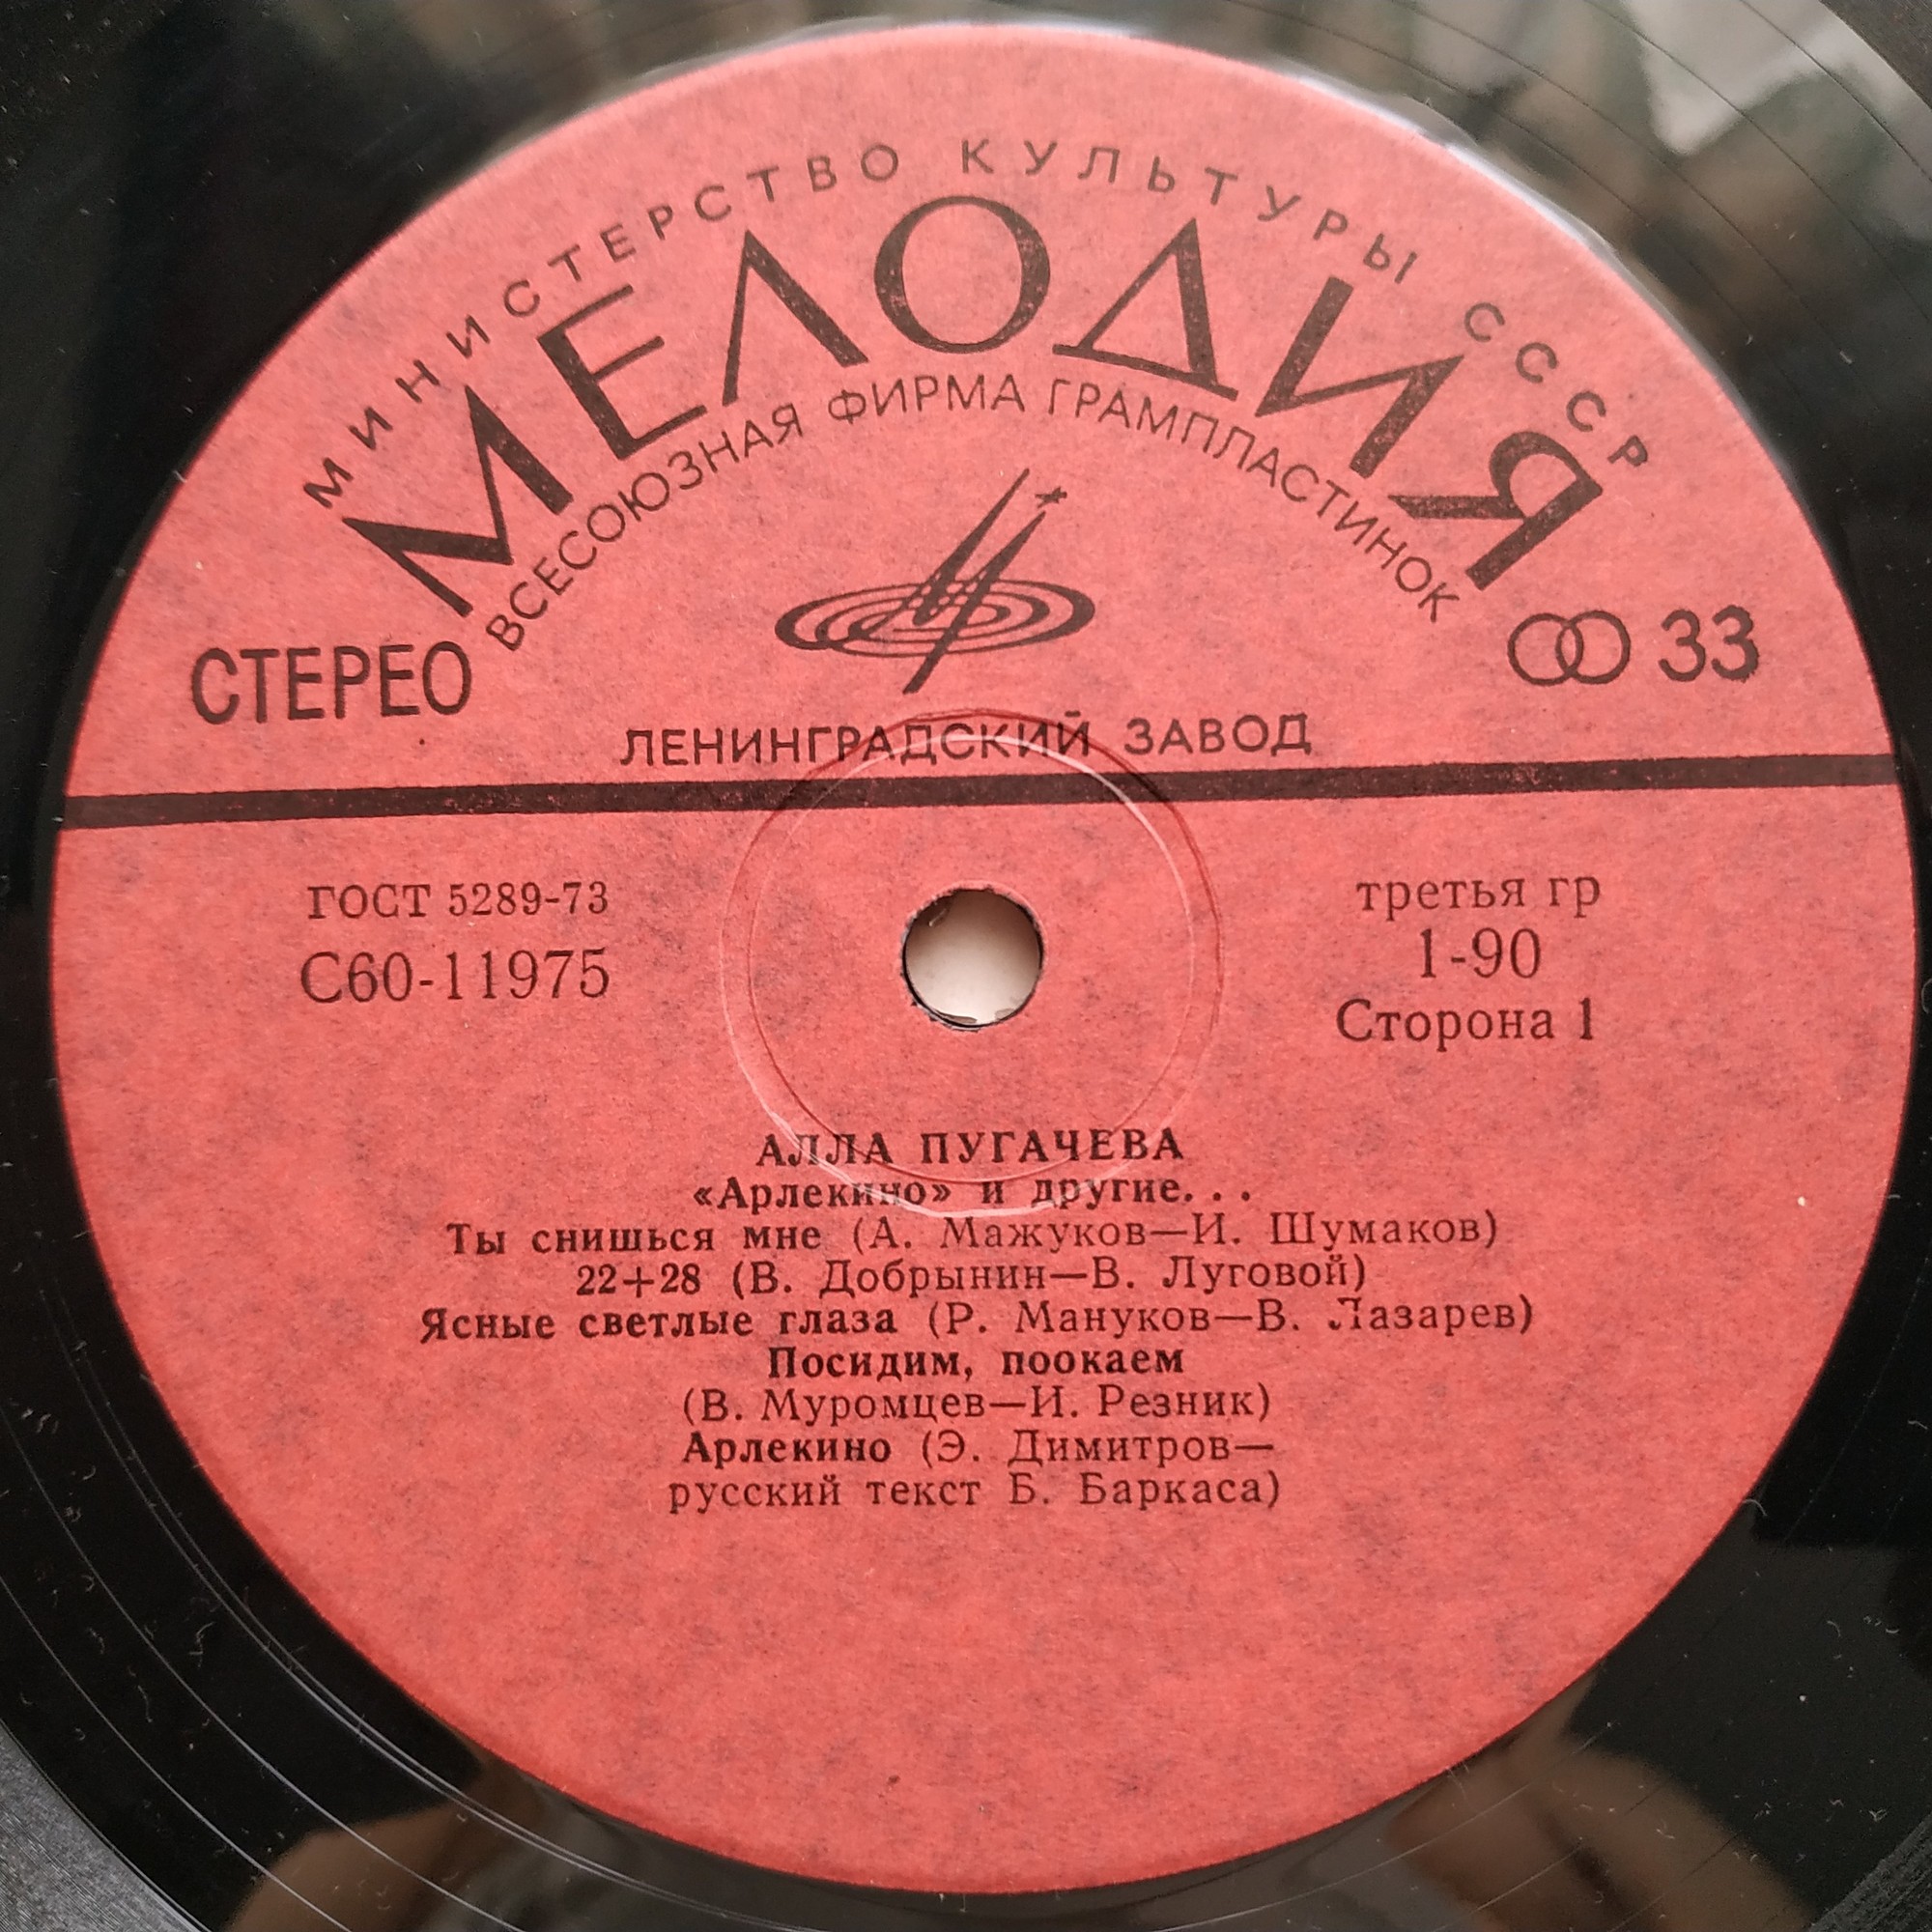 МИНИСТЕРСТВО КУЛЬТУРЫ СССР
МЕЛОДИЯ
ВСЕСОЮЗНАЯ ФИРМА ГРАМПЛАСТИНОК
СТЕРЕО
33
ЛЕНИНГРАДСКИЙ ЗАВОД
ГОСТ 5289-73
С60-11975
третья гр
1-90
Сторона 1
АЛЛА ПУГАЧЕВА
«Арлекино» и другие...
Ты снишься мне (А. Мажуков—И. Шумаков)
22+28 (В. Добрынин—В. Луговой)
Ясные светлые глаза (Р. Мануков—В. Лазарев)
Посидим, поокаем
(В. Муромцев—И. Резник)
Арлекино (Э. Димитров—
русский текст Б. Баркаса)